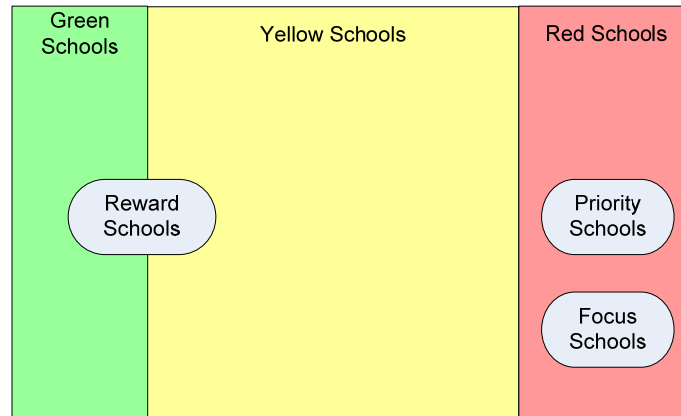 Green
Schools
Yellow Schools
Red Schools
Reward
Schools
Priority
Schools
Focus
Schools